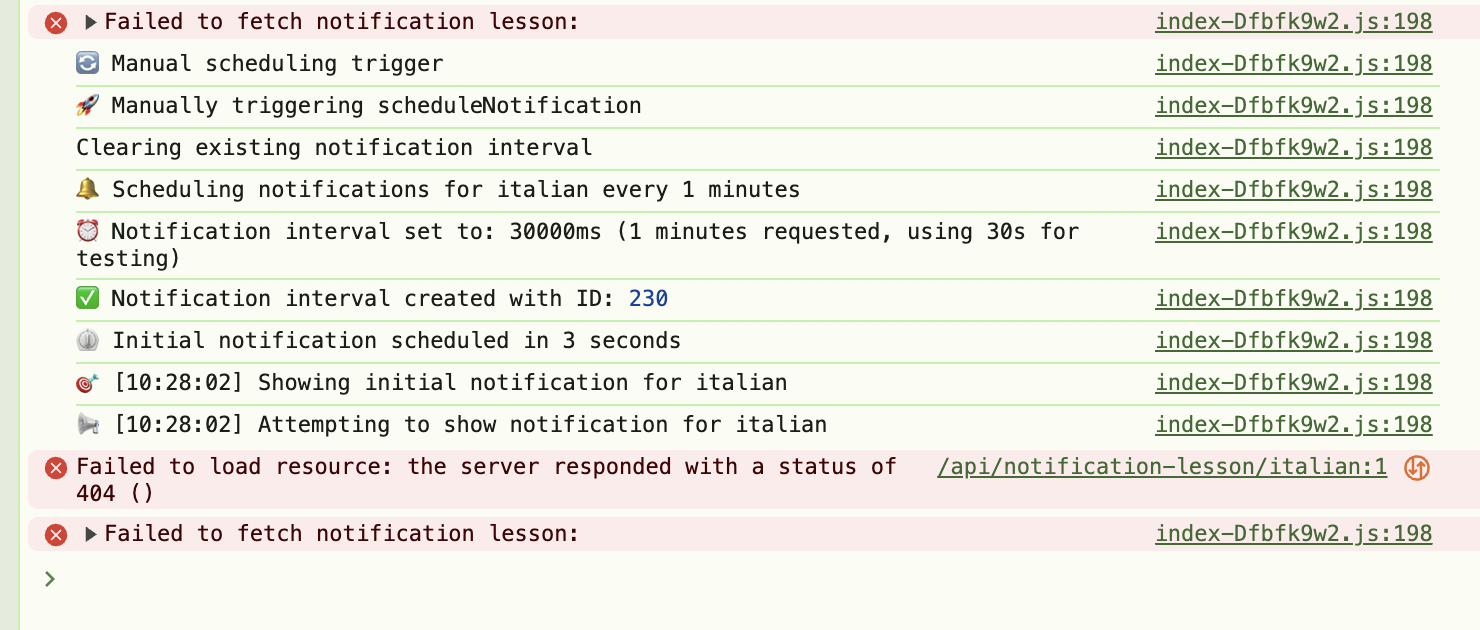 Failed to fetch notification lesson: index-Dfbfk9w2.js:198
Manual scheduling trigger index-Dfbfk9w2.js:198
Manually triggering scheduleNotification index-Dfbfk9w2.js:198
Clearing existing notification interval index-Dfbfk9w2.js:198
Scheduling notifications for italian every 1 minutes index-Dfbfk9w2.js:198
Notification interval set to: 30000ms (1 minutes requested, using 30s for index-Dfbfk9w2.js:198
testing)
Notification interval created with ID: 230 index-Dfbfk9w2.js:198
Initial notification scheduled in 3 seconds index-Dfbfk9w2.js:198
[10:28:02] Showing initial notification for italian index-Dfbfk9w2.js:198
[10:28:02] Attempting to show notification for italian index-Dfbfk9w2.js:198
Failed to load resource: the server responded with a status of /api/notification-lesson/italian:1
404 ()
Failed to fetch notification lesson: index-Dfbfk9w2.js:198